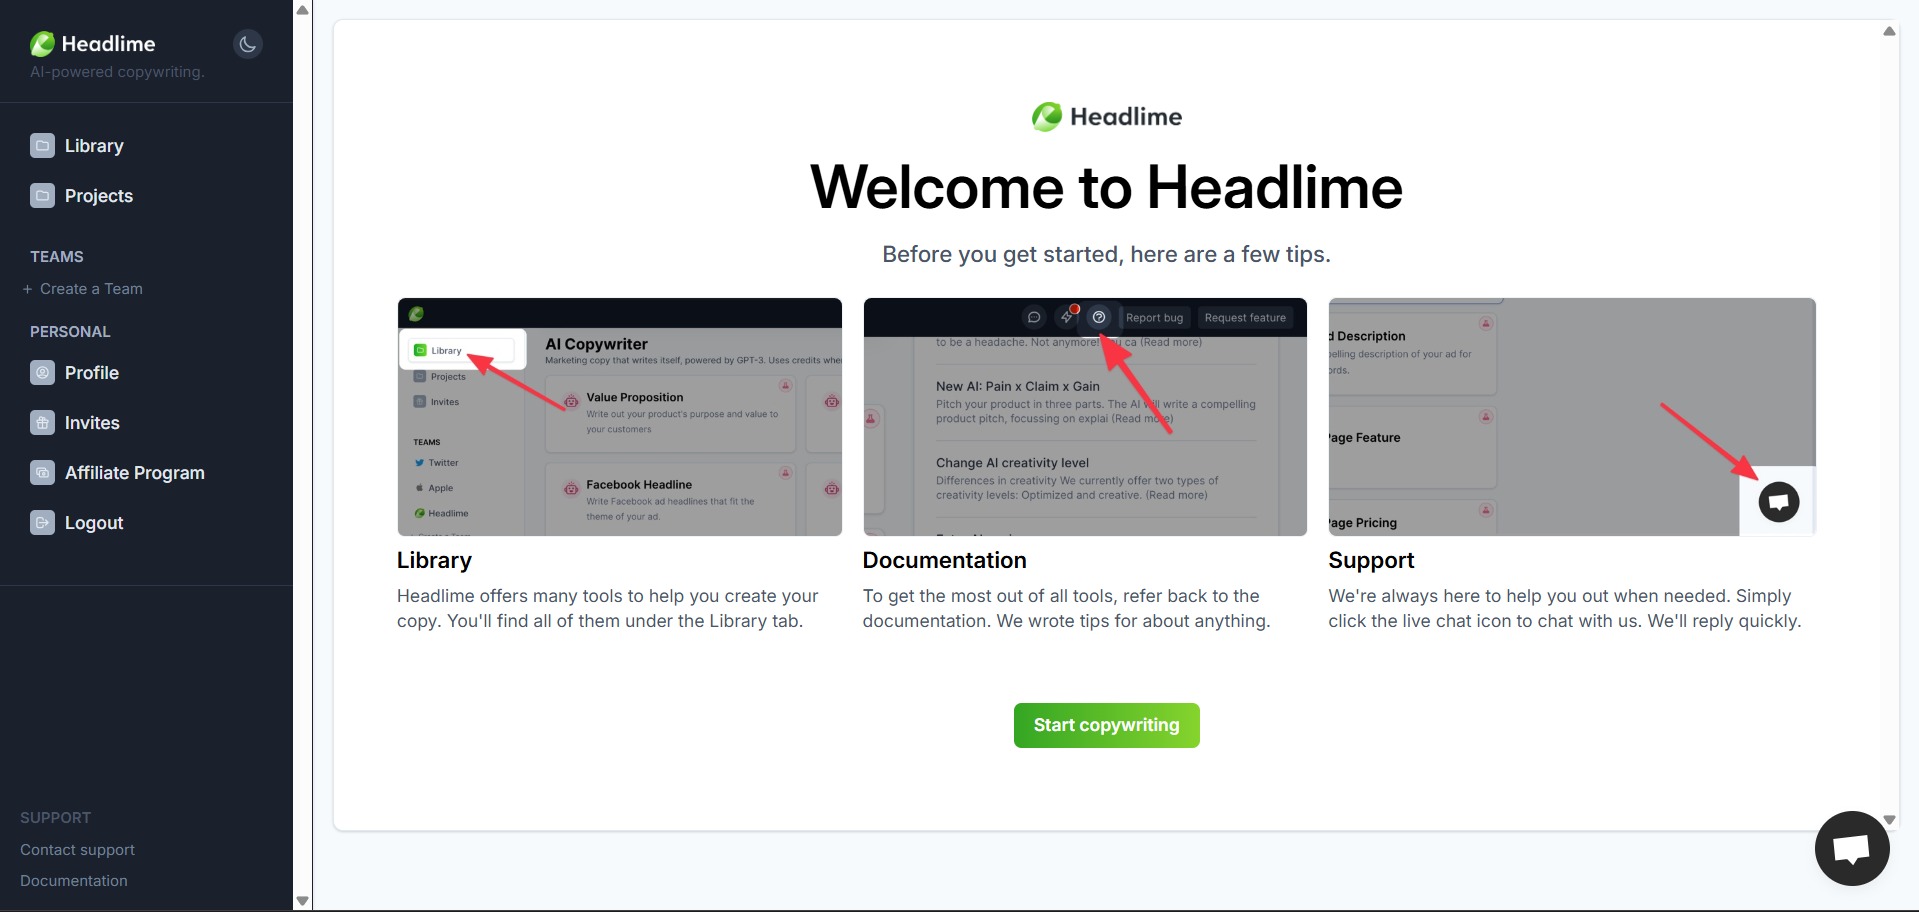 Headlime
AI-powered copywriting.
Library
Projects
TEAMS
+ Create a Team
PERSONAL
Profile
Invites
Affiliate Program
Logout
SUPPORT
Contact support
Documentation
Headlime
Welcome to Headlime
Before you get started, here are a few tips.
Library
Projects
Invites
TEAMS
Twitter
Apple
Headlime
AI Copywriter
Marketing copy that writes itself, powered by GPT-3. Uses credits
Value Proposition
Write out your product's purpose and value to
your customers
Facebook Headline
Write Facebook ad headlines that fit the
theme of your ad.
Library
Headlime offers many tools to help you create your
copy. You'll find all of them under the Library tab.
Report bug
Request feature
to be a headache. Not anymore! ca (Read more)
New AI: Pain x Claim x Gain
Pitch your product in three parts. The AI will write a compelling
product pitch, focussing on explai (Read more)
Change AI creativity level
Differences in creativity We currently offer two types of
creativity levels: Optimized and creative. (Read more)
Documentation
To get the most out of all tools, refer back to the
documentation. We wrote tips for about anything.
d Description
elling description of your ad for
ords.
age Feature
age Pricing
Support
We're always here to help you out when needed. Simply
click the live chat icon to chat with us. We'll reply quickly.
Start copywriting